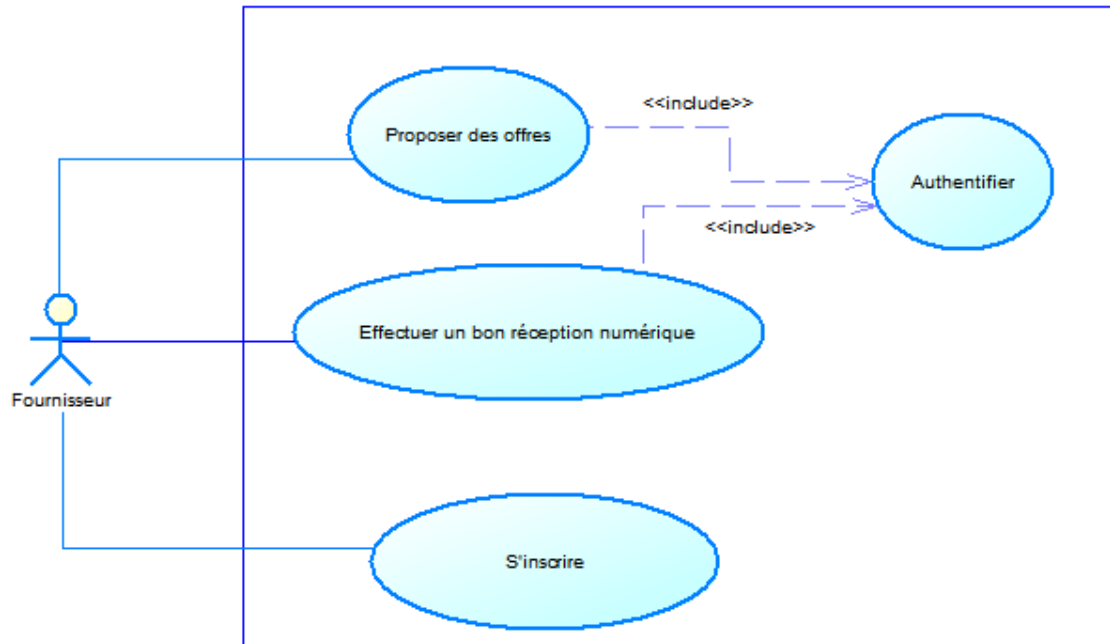 <<include>>
Proposer des offres
Authentifier
<<include>>
Effectuer un bon réception numérique
Fournisseur
S'inscrire